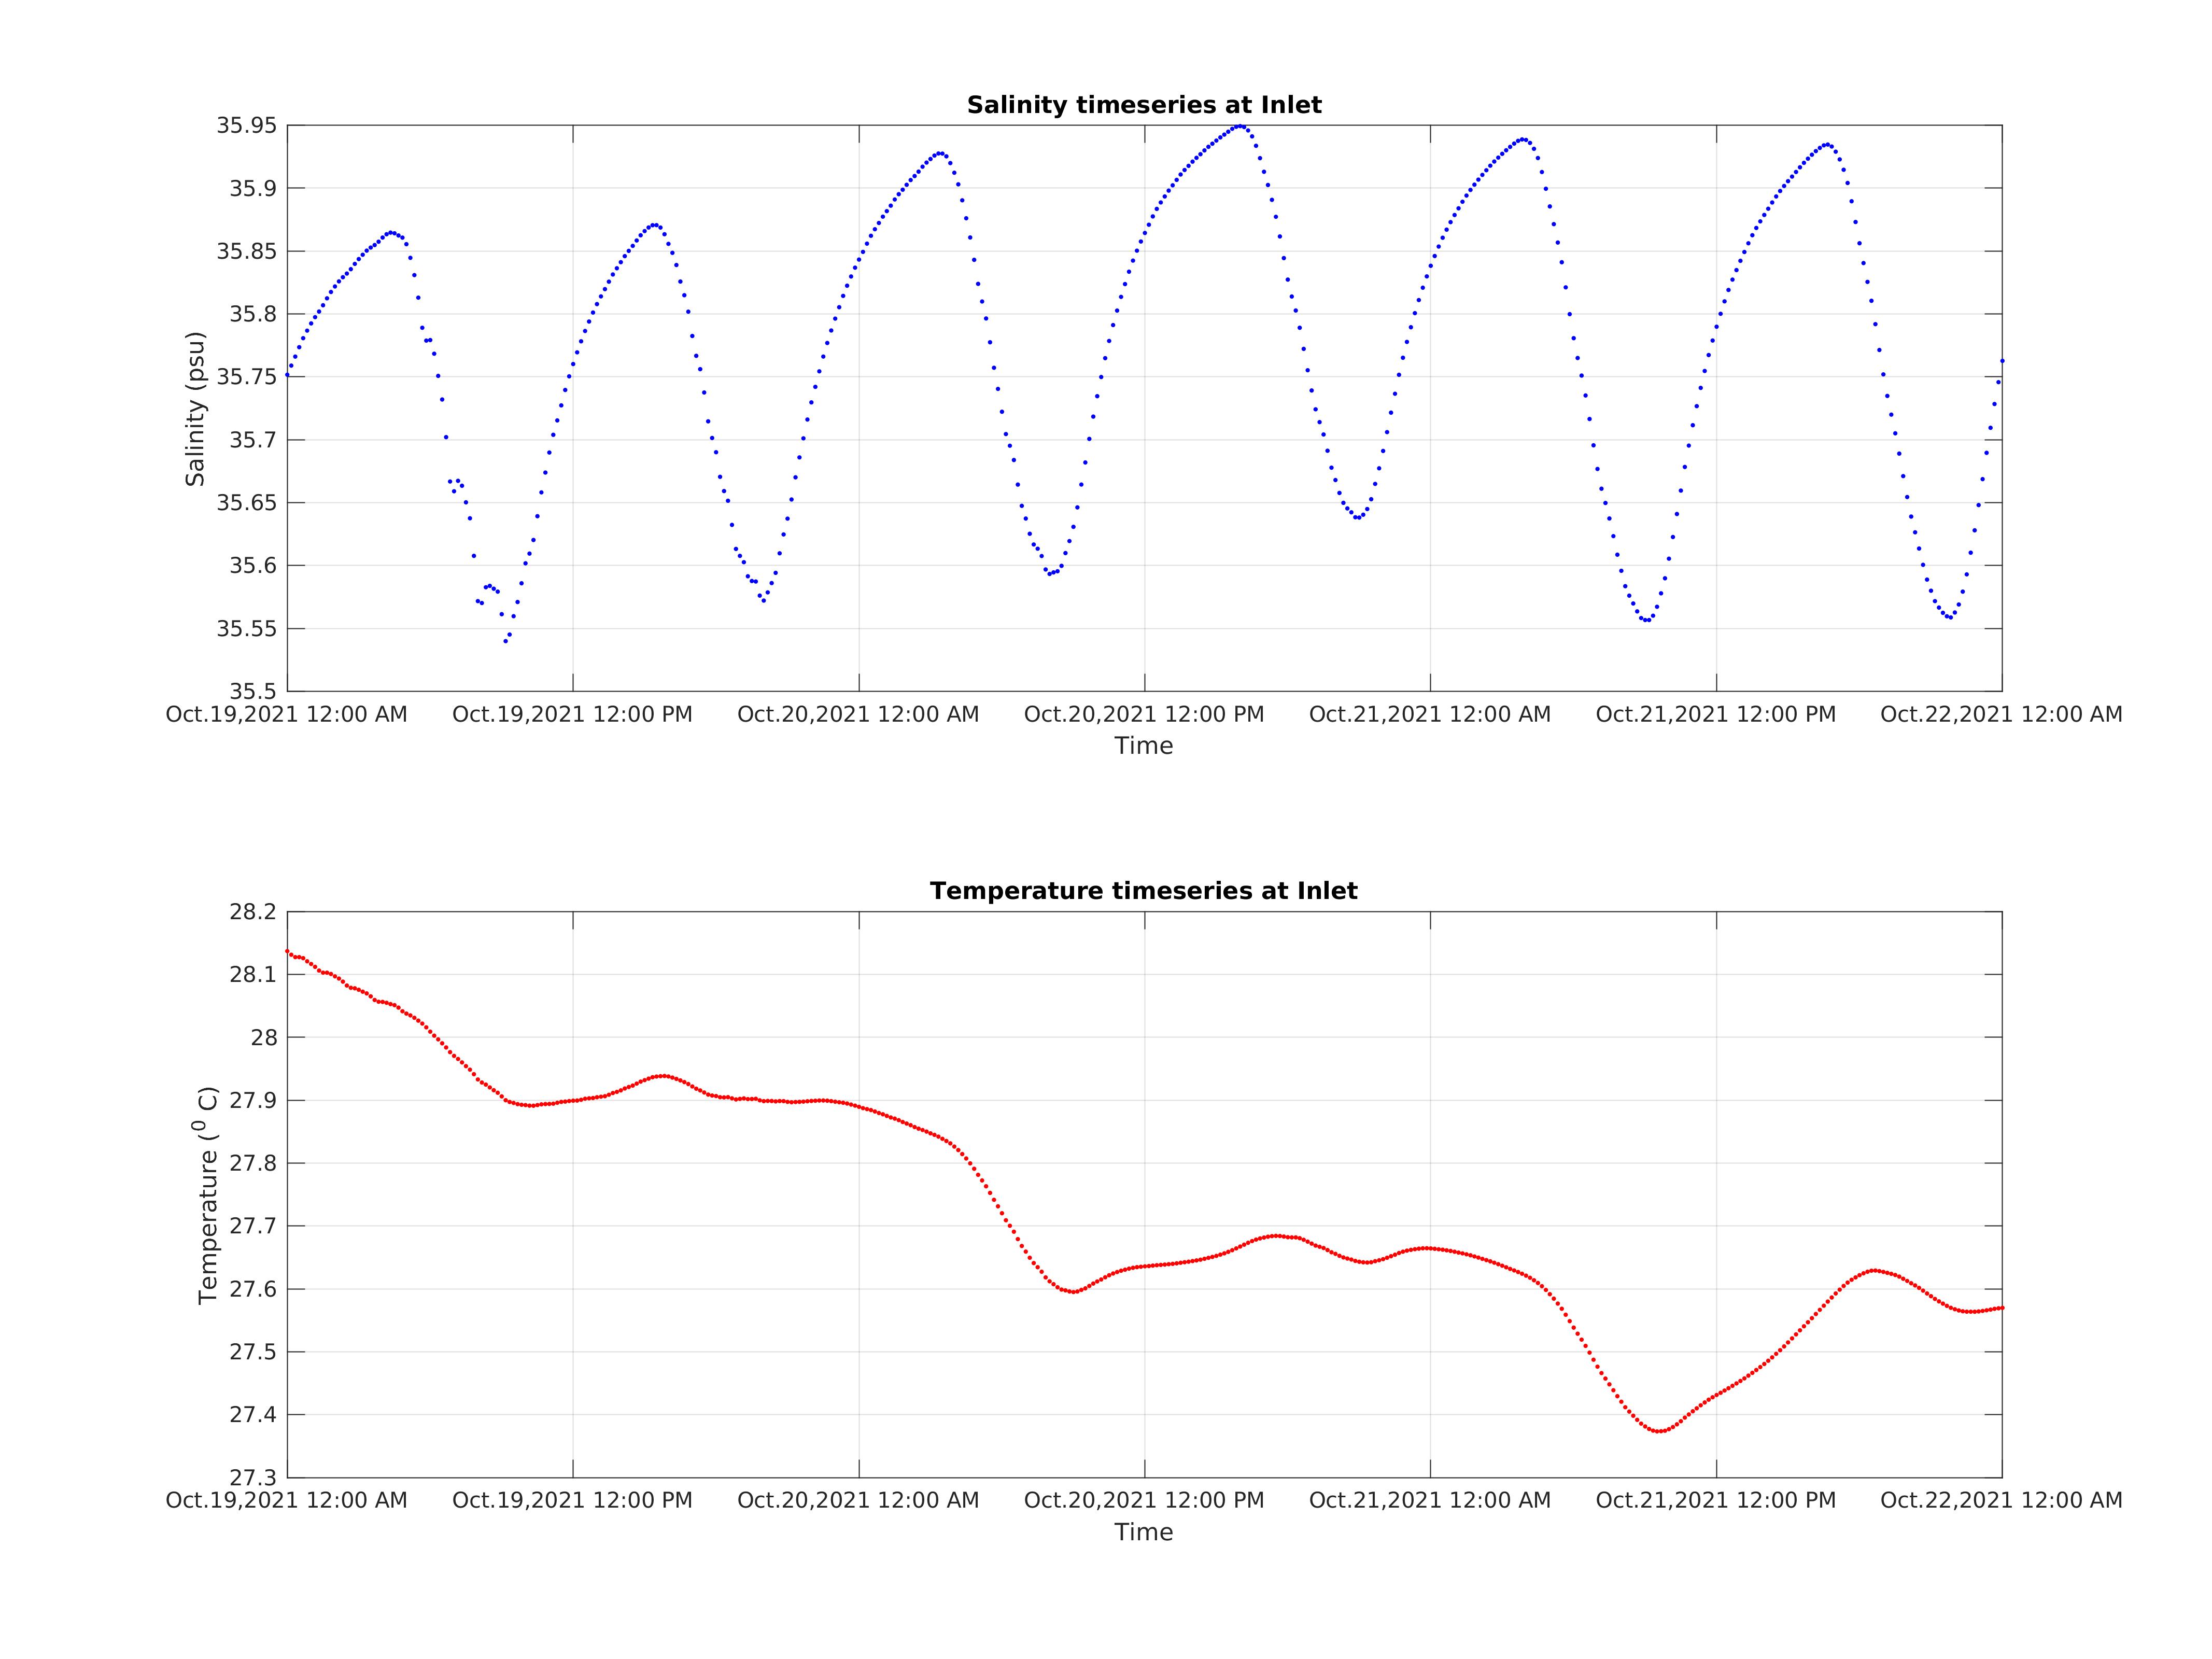 Salinity timeseries at Inlet
35.95
35.9
35.85
35.8
35.75
35.7
35.65
35.6
35.55
35.5
Salinity (psu)
Oct.19,2021 12:00 AM Oct.19,2021 12:00 PM Oct.20,2021 12:00 AM Oct.20,2021 12:00 PM Oct.21,2021 12:00 AM Oct.21,2021 12:00 PM Oct.22,2021 12:00 AM
Time
Temperature timeseries at Inlet
28.2
28.1
28
27.9
27.8
27.7
27.6
27.5
27.4
27.3
Temperature (⁰ C)
Oct.19,2021 12:00 AM Oct.19,2021 12:00 PM Oct.20,2021 12:00 AM Oct.20,2021 12:00 PM Oct.21,2021 12:00 AM Oct.21,2021 12:00 PM Oct.22,2021 12:00 AM
Time